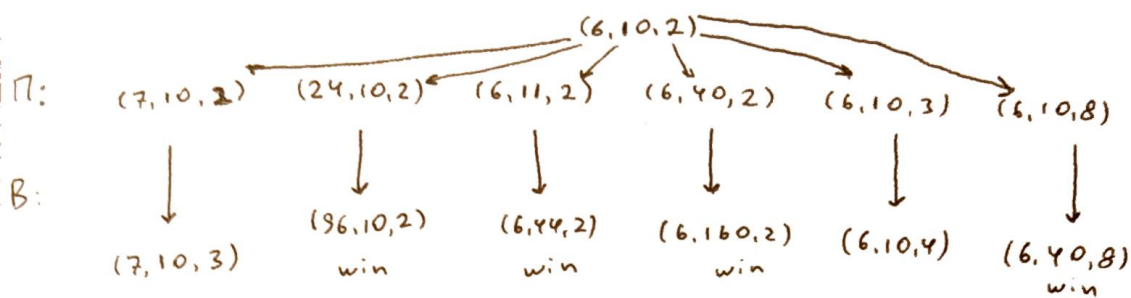 (6,10,2)
П: (7,10,2) (24,10,2) (6,11,2) (6,40,2) (6,10,3) (6,10,8)
В:
(7,10,3) (96,10,2) (6,44,2) (6,160,2) (6,10,4) (6,40,8)
win win win win